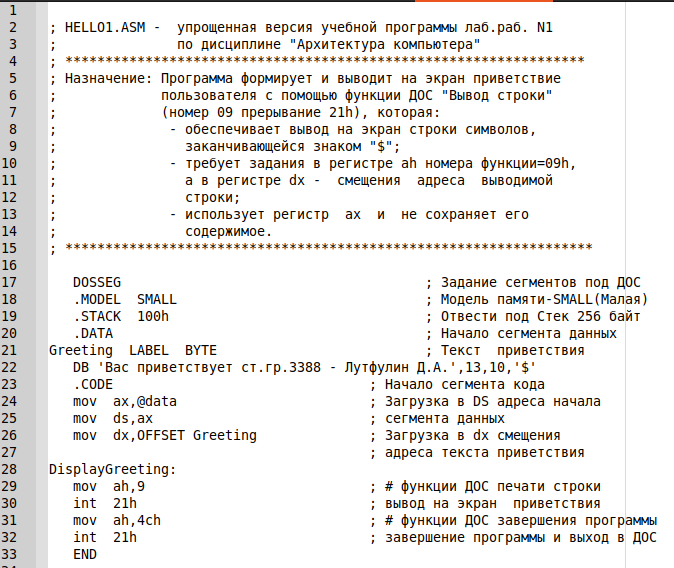 1
2 ; HELLO1.ASM -  упрощенная версия учебной программы лаб.раб. N1
3 ;               по дисциплине "Архитектура компьютера"
4 ; *****************************************************************
5 ; Назначение: Программа формирует и выводит на экран приветствие
6 ;             пользователя с помощью функции ДОС "Вывод строки"
7 ;             (номер 09 прерывание 21h), которая:
8 ;              - обеспечивает вывод на экран строки символов,
9 ;                заканчивающейся знаком "$";
10 ;              - требует задания в регистре ah номера функции=09h,
11 ;                а в регистре dx -  смещения  адреса  выводимой
12 ;                строки;
13 ;              - использует регистр  ax  и  не сохраняет его
14 ;                содержимое.
15 ; ******************************************************************
16
17    DOSSEG                                      ; Задание сегментов под ДОС
18    .MODEL  SMALL                               ; Модель памяти-SMALL(Малая)
19    .STACK  100h                                ; Отвести под Стек 256 байт
20    .DATA                                       ; Начало сегмента данных
21 Greeting  LABEL  BYTE                          ; Текст  приветствия
22    DB 'Вас приветствует ст.гр.3388 - Лутфулин Д.А.',13,10,'$'
23    .CODE                                ; Начало сегмента кода
24    mov  ax,@data                        ; Загрузка в DS адреса начала
25    mov  ds,ax                           ; сегмента данных
26    mov  dx,OFFSET Greeting              ; Загрузка в dx смещения
27                                         ; адреса текста приветствия
28 DisplayGreeting:
29    mov  ah,9                            ; # функции ДОС печати строки
30    int  21h                             ; вывод на экран  приветствия
31    mov  ah,4ch                          ; # функции ДОС завершения программы
32    int  21h                             ; завершение программы и выход в ДОС
33    END